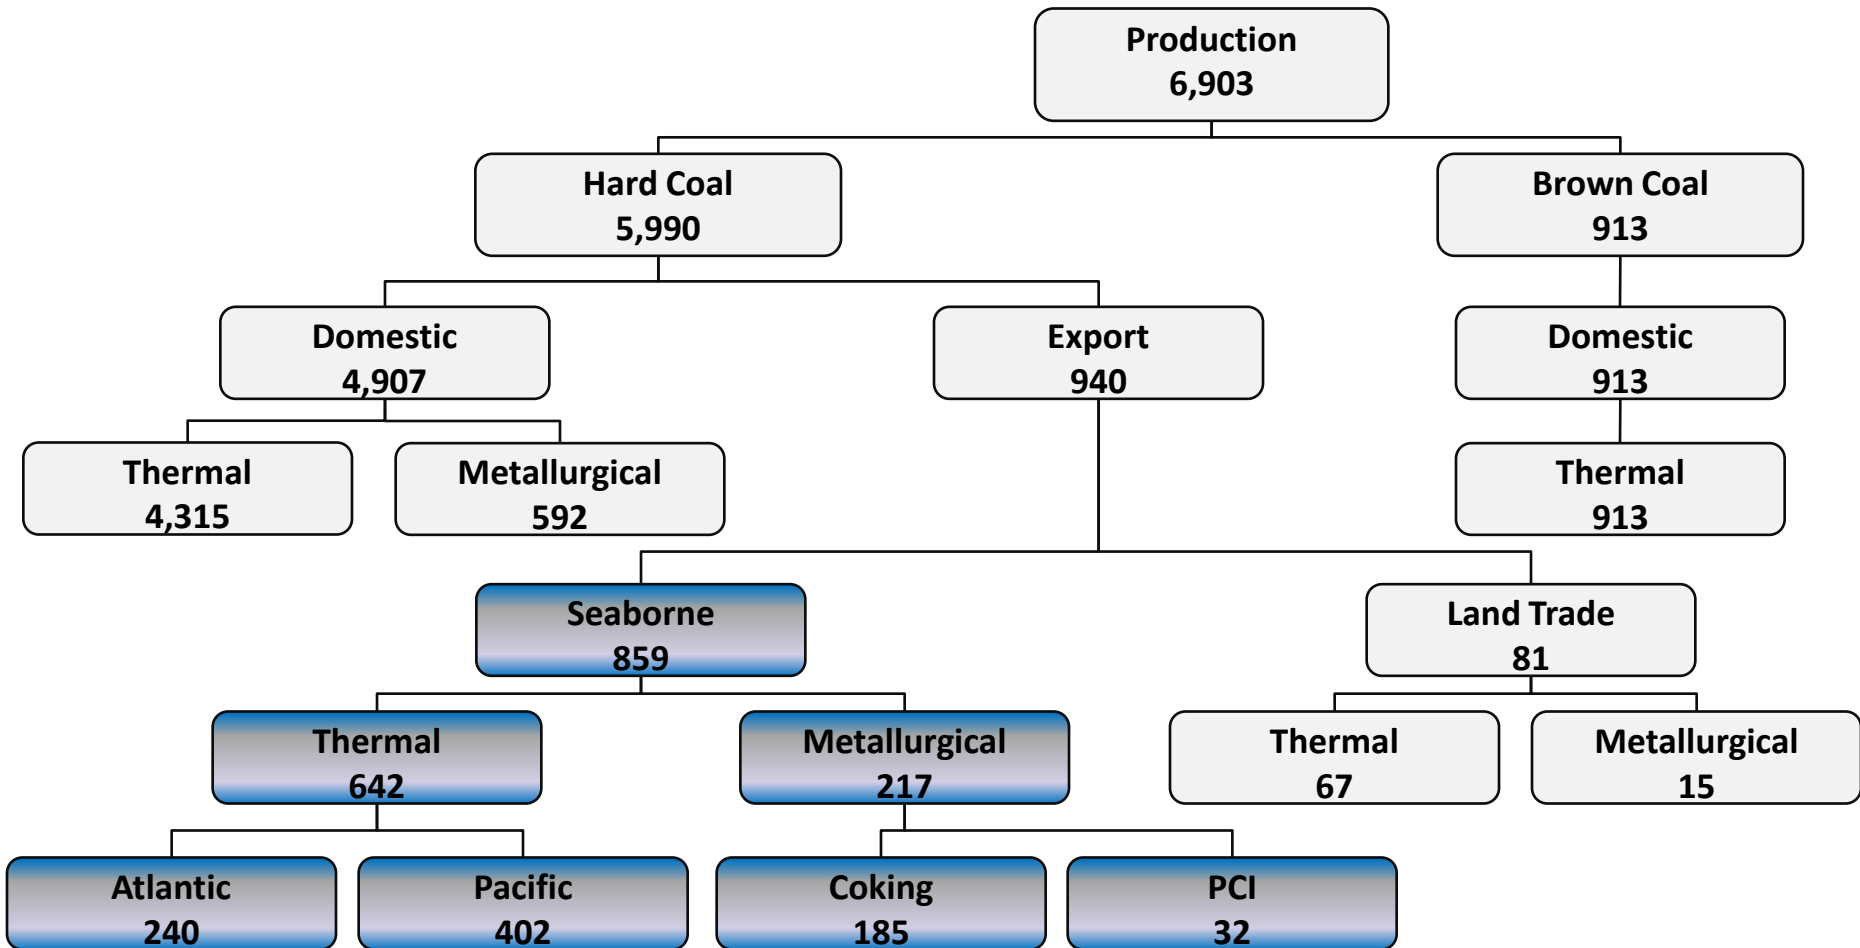 Production
6,903
Hard Coal
5,990
Brown Coal
913
Domestic
4,907
Export
940
Domestic
913
Thermal
4,315
Metallurgical
592
Thermal
913
Seaborne
859
Land Trade
81
Thermal
642
Metallurgical
217
Thermal
67
Metallurgical
15
Atlantic
240
Pacific
402
Coking
185
PCI
32